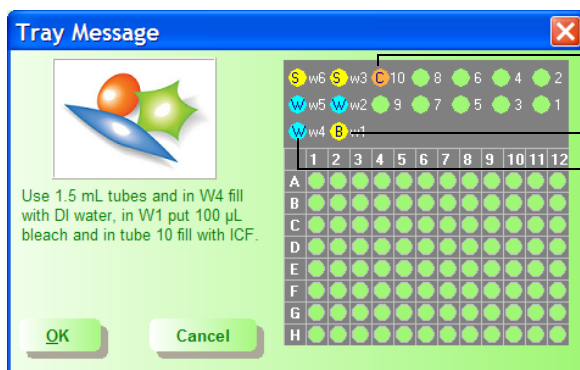 Tray Message
Use 1.5 mL tubes and in W4 fill
with DI water, in W1 put 100 µL
bleach and in tube 10 fill with ICF.
OK
Cancel
S w6 S w3 C 10 8 6 4 2
W w5 W w2 9 7 5 3 1
W w4 B w1
1 2 3 4 5 6 7 8 9 10 11 12
A
B
C
D
E
F
G
H